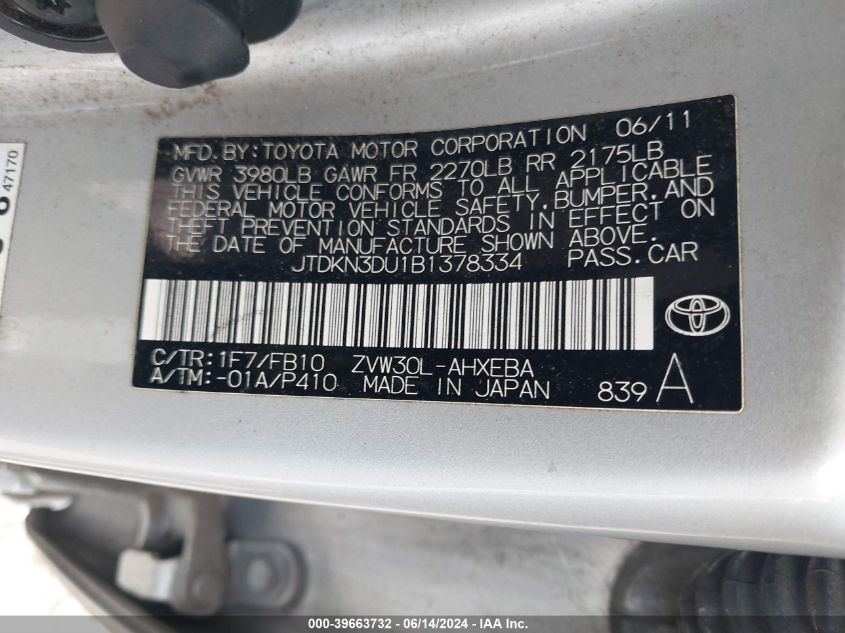 MFD.BY:TOYOTA MOTOR CORPORATION 06/11
GVWR 3980LB GAWR FR 2270LB RR 2175LB
THIS VEHICLE CONFORMS TO ALL APPLICABLE
FEDERAL MOTOR VEHICLE SAFETY,BUMPER,AND
THEFT PREVENTION STANDARDS IN EFFECT ON
THE DATE OF MANUFACTURE SHOWN ABOVE.
JTDKN3DU1B1378334 PASS.CAR
C/TR:1F7/FB10 ZVW30L-AHXEBA
A/TM:-01A/P410 MADE IN JAPAN 839 A
47170
000-39663732 - 06/14/2024 - IAA Inc.